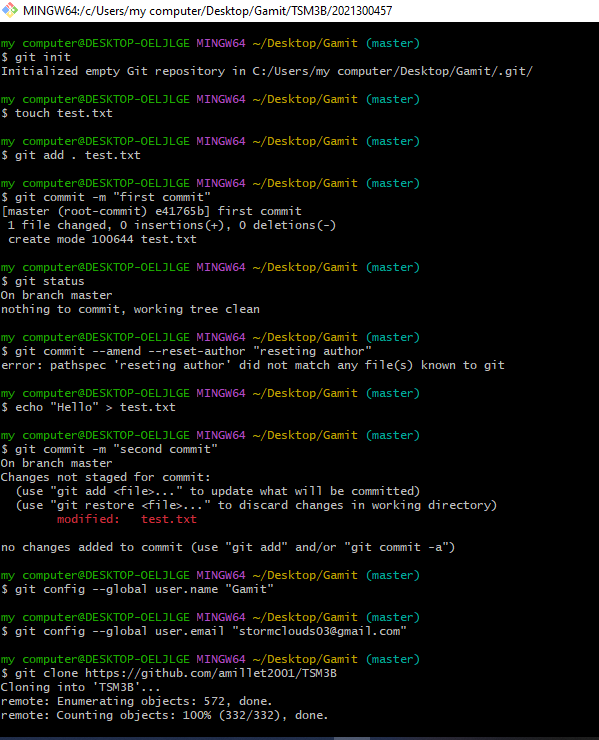 MINGW64:/c/Users/my computer/Desktop/Gamit/TSM3B/2021300457
my computer@DESKTOP-OELJLGE MINGW64 ~/Desktop/Gamit (master)
$ git init
Initialized empty Git repository in C:/Users/my computer/Desktop/Gamit/.git/
my computer@DESKTOP-OELJLGE MINGW64 ~/Desktop/Gamit (master)
$ touch test.txt
my computer@DESKTOP-OELJLGE MINGW64 ~/Desktop/Gamit (master)
$ git add . test.txt
my computer@DESKTOP-OELJLGE MINGW64 ~/Desktop/Gamit (master)
$ git commit -m "first commit"
[master (root-commit) e41765b] first commit
 1 file changed, 0 insertions(+), 0 deletions(-)
 create mode 100644 test.txt
my computer@DESKTOP-OELJLGE MINGW64 ~/Desktop/Gamit (master)
$ git status
On branch master
nothing to commit, working tree clean
my computer@DESKTOP-OELJLGE MINGW64 ~/Desktop/Gamit (master)
$ git commit --amend --reset-author "reseting author"
error: pathspec 'reseting author' did not match any file(s) known to git
my computer@DESKTOP-OELJLGE MINGW64 ~/Desktop/Gamit (master)
$ echo "Hello" > test.txt
my computer@DESKTOP-OELJLGE MINGW64 ~/Desktop/Gamit (master)
$ git commit -m "second commit"
On branch master
Changes not staged for commit:
  (use "git add <file>..." to update what will be committed)
  (use "git restore <file>..." to discard changes in working directory)
        modified:   test.txt
no changes added to commit (use "git add" and/or "git commit -a")
my computer@DESKTOP-OELJLGE MINGW64 ~/Desktop/Gamit (master)
$ git config --global user.name "Gamit"
my computer@DESKTOP-OELJLGE MINGW64 ~/Desktop/Gamit (master)
$ git config --global user.email "stormclouds03@gmail.com"
my computer@DESKTOP-OELJLGE MINGW64 ~/Desktop/Gamit (master)
$ git clone https://github.com/amillet2001/TSM3B
Cloning into 'TSM3B'...
remote: Enumerating objects: 572, done.
remote: Counting objects: 100% (332/332), done.